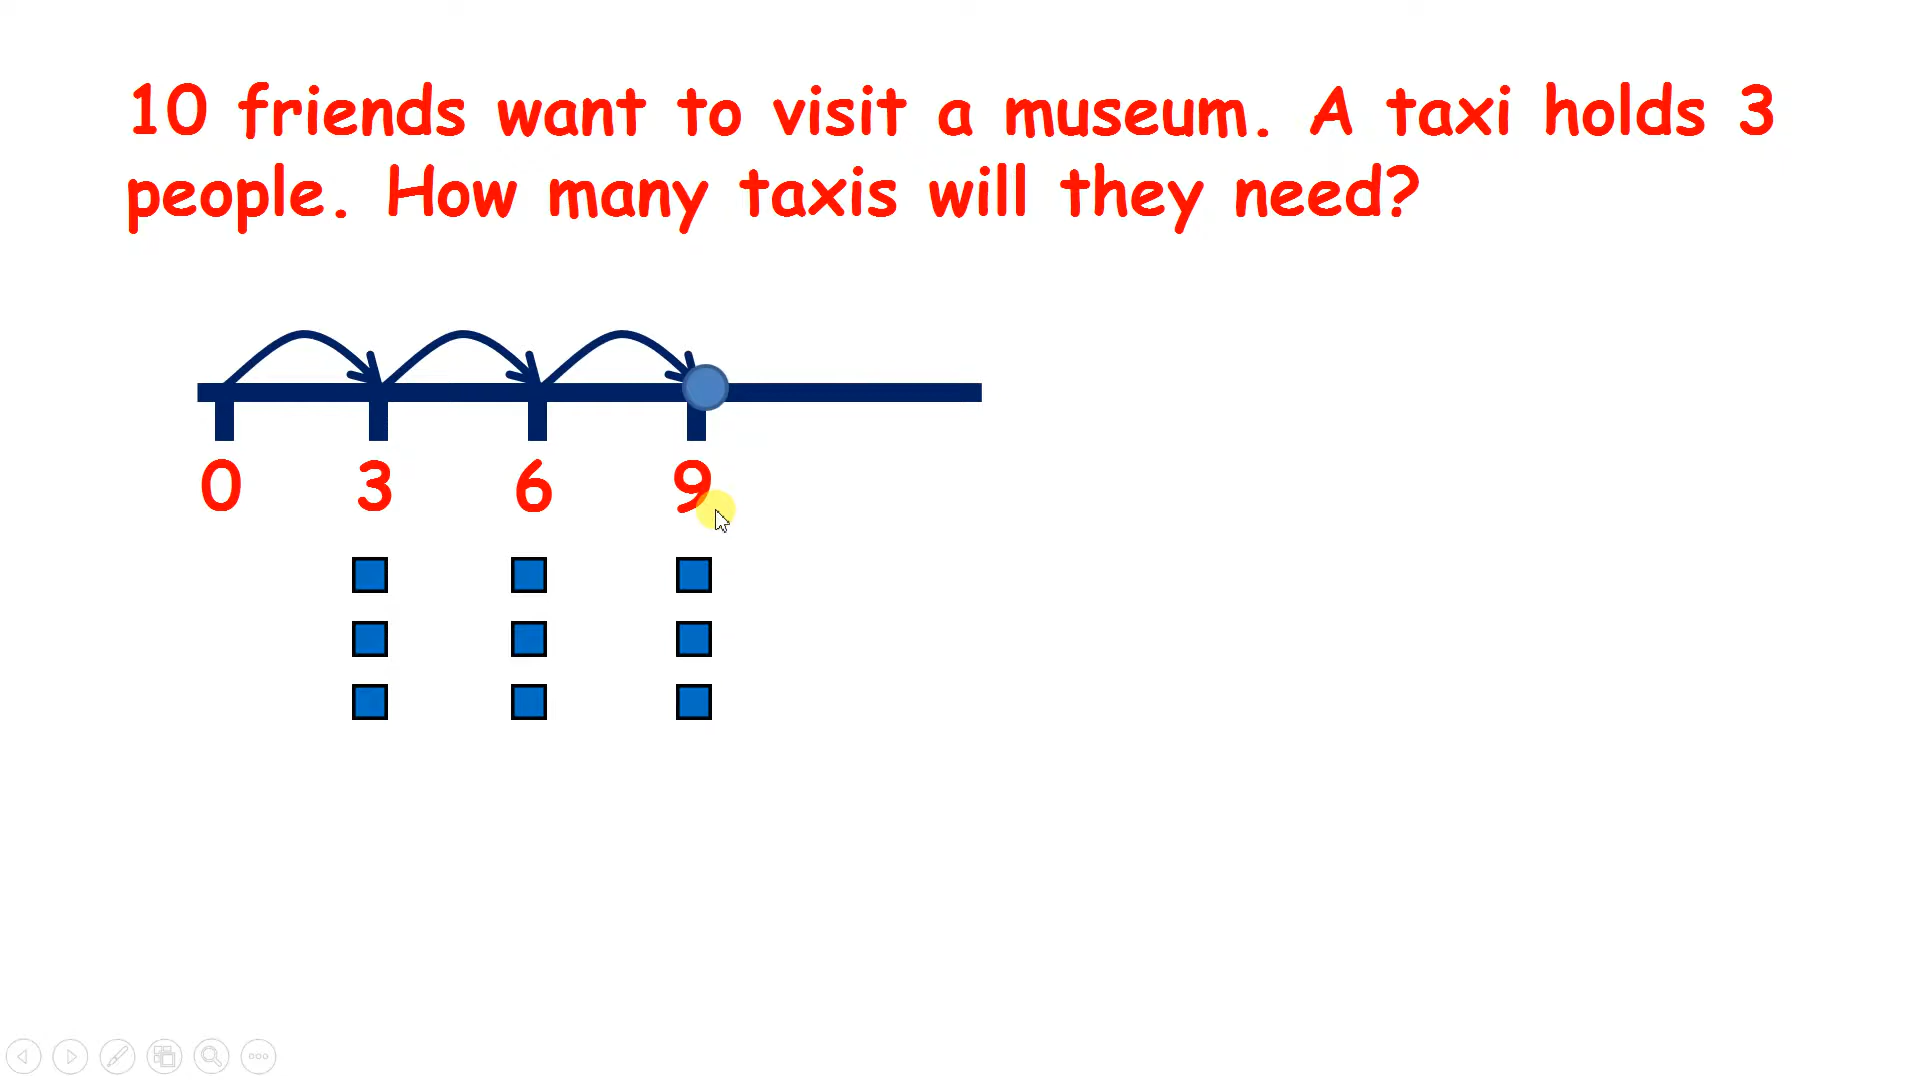 10 friends want to visit a museum. A taxi holds 3
people. How many taxis will they need?
0 3 6 9